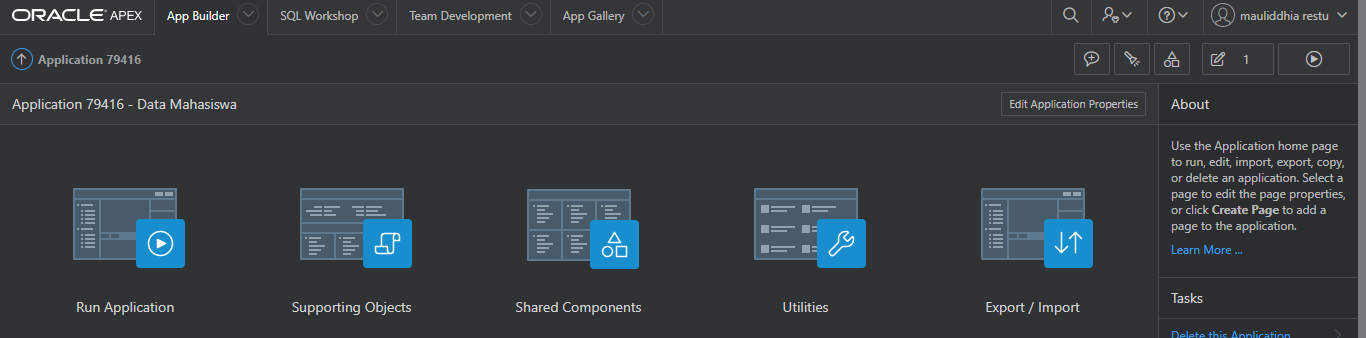 ORACLE APEX App Builder SQL Workshop Team Development App Gallery mauliddhia restu
Application 79416 1
Application 79416 - Data Mahasiswa Edit Application Properties
Run Application
Supporting Objects
Shared Components
Utilities
Export / Import
About
Use the Application home page
to run, edit, import, export, copy,
or delete an application. Select a
page to edit the page properties,
or click Create Page to add a
page to the application.
Learn More ...
Tasks
Delete this Application